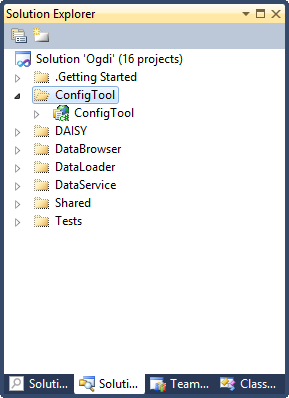 Solution Explorer
Solution 'Ogdi' (16 projects)
.Getting Started
ConfigTool
ConfigTool
DAISY
DataBrowser
DataLoader
DataService
Shared
Tests
Soluti... Soluti... Team... Class...